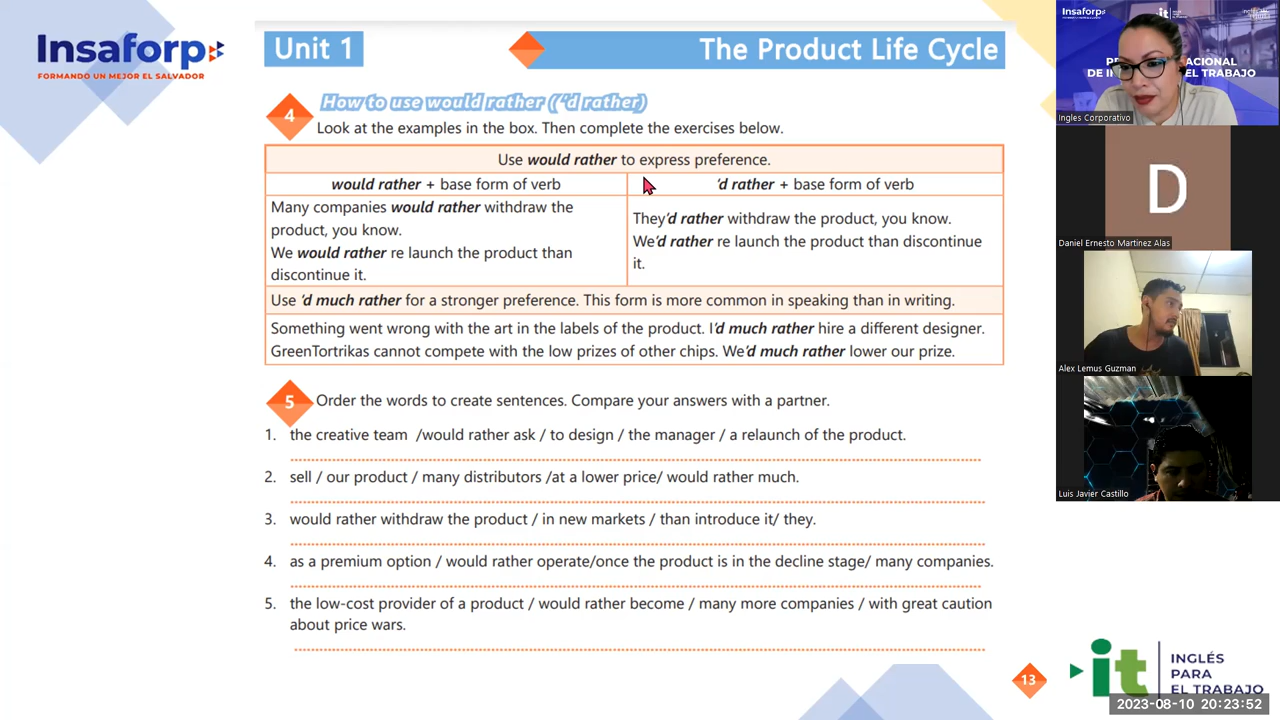 Insaforp
FORMANDO UN MEJOR EL SALVADOR
Unit 1
The Product Life Cycle
4
How to use would rather (‘d rather)
Look at the examples in the box. Then complete the exercises below.
Use would rather to express preference.
would rather + base form of verb
‘d rather + base form of verb
Many companies would rather withdraw the
product, you know.
We would rather re launch the product than
discontinue it.
They’d rather withdraw the product, you know.
We’d rather re launch the product than discontinue
it.
Use ‘d much rather for a stronger preference. This form is more common in speaking than in writing.
Something went wrong with the art in the labels of the product. I’d much rather hire a different designer.
GreenTortrikas cannot compete with the low prizes of other chips. We’d much rather lower our prize.
5
Order the words to create sentences. Compare your answers with a partner.
1. the creative team /would rather ask / to design / the manager / a relaunch of the product.
2. sell / our product / many distributors /at a lower price/ would rather much.
3. would rather withdraw the product / in new markets / than introduce it/ they.
4. as a premium option / would rather operate/once the product is in the decline stage/ many companies.
5. the low-cost provider of a product / would rather become / many more companies / with great caution
about price wars.
13
it
INGLÉS
PARA
EL TRABAJO
2023-08-10 20:23:52
Insaforp
it
ACIONAL
DE IN
EL TRABAJO
Ingles Corporativo
D
Daniel Ernesto Martinez Alas
Alex Lemus Guzman
Luis Javier Castillo